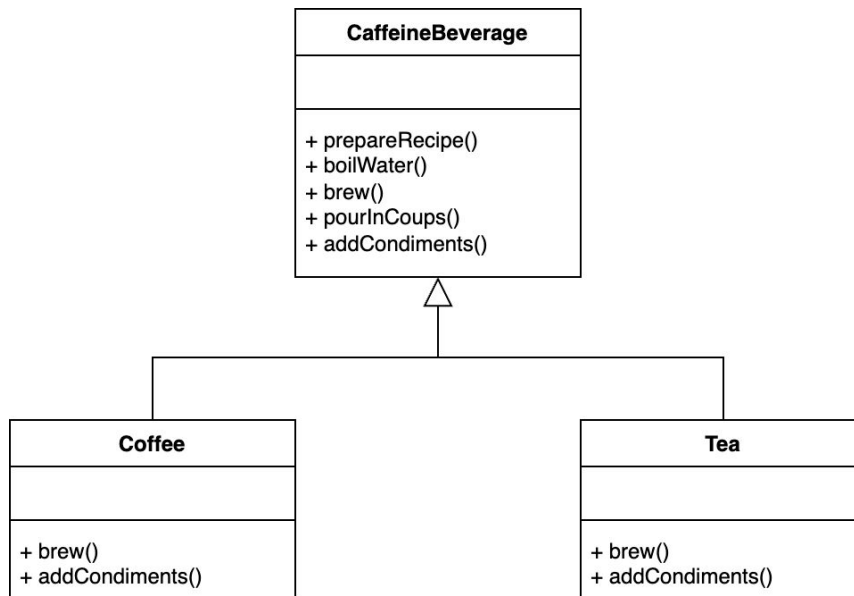 CaffeineBeverage
+ prepareRecipe()
+ boilWater()
+ brew()
+ pourInCoups()
+ addCondiments()
Coffee
+ brew()
+ addCondiments()
Tea
+ brew()
+ addCondiments()